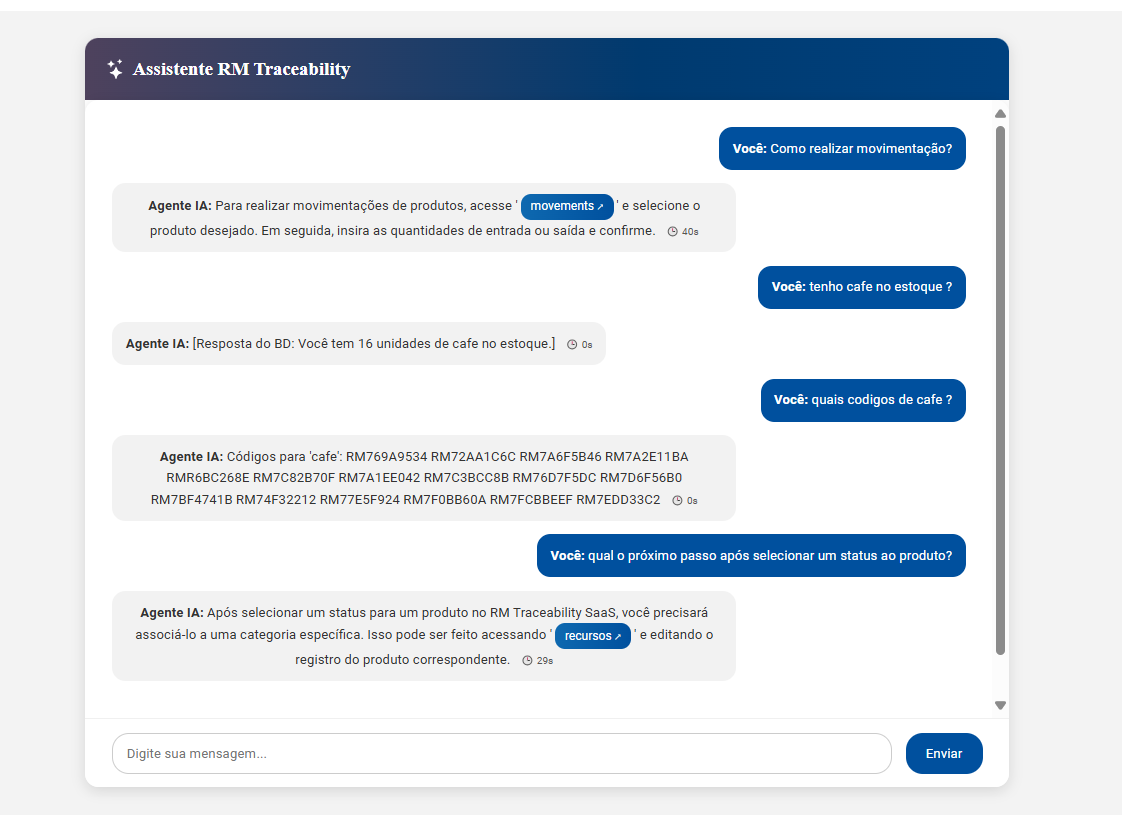 Assistente RM Traceability
Você: Como realizar movimentação?
Agente IA: Para realizar movimentações de produtos, acesse ' movements ↗ ' e selecione o
produto desejado. Em seguida, insira as quantidades de entrada ou saída e confirme. 40s
Você: tenho cafe no estoque ?
Agente IA: [Resposta do BD: Você tem 16 unidades de cafe no estoque.] 0s
Você: quais codigos de cafe ?
Agente IA: Códigos para 'cafe': RM769A9534 RM72AA1C6C RM7A6F5B46 RM7A2E11BA
RMR6BC268E RM7C82B70F RM7A1EE042 RM7C3BCC8B RM76D7F5DC RM7D6F56B0
RM7BF4741B RM74F32212 RM77E5F924 RM7F0BB60A RM7FCBBEEF RM7EDD33C2 0s
Você: qual o próximo passo após selecionar um status ao produto?
Agente IA: Após selecionar um status para um produto no RM Traceability SaaS, você precisará
associá-lo a uma categoria específica. Isso pode ser feito acessando ' recursos ↗ ' e editando o
registro do produto correspondente. 29s
Digite sua mensagem...
Enviar